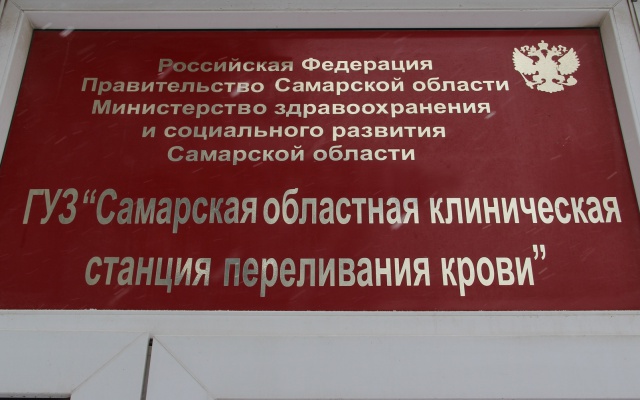 Российская Федерация
Правительство Самарской области
Министерство здравоохранения
и социального развития
Самарской области
ГУЗ “Самарская областная клиническая
станция переливания крови”